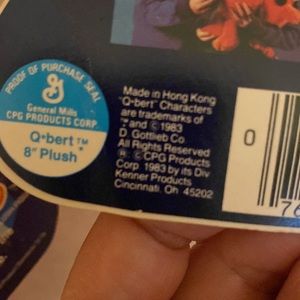 PROOF OF PURCHASE SEAL
General Mills
CPG PRODUCTS CORP.
Q*bert™
8" Plush
Made in Hong Kong
"Q-bert" Characters
are trademarks of
and © 1983
D. Gottlieb Co.
All Rights Reserved
® © CPG Products
Corp. 1983 by its Div
Kenner Products
Cincinnati, Oh 45202
0
76